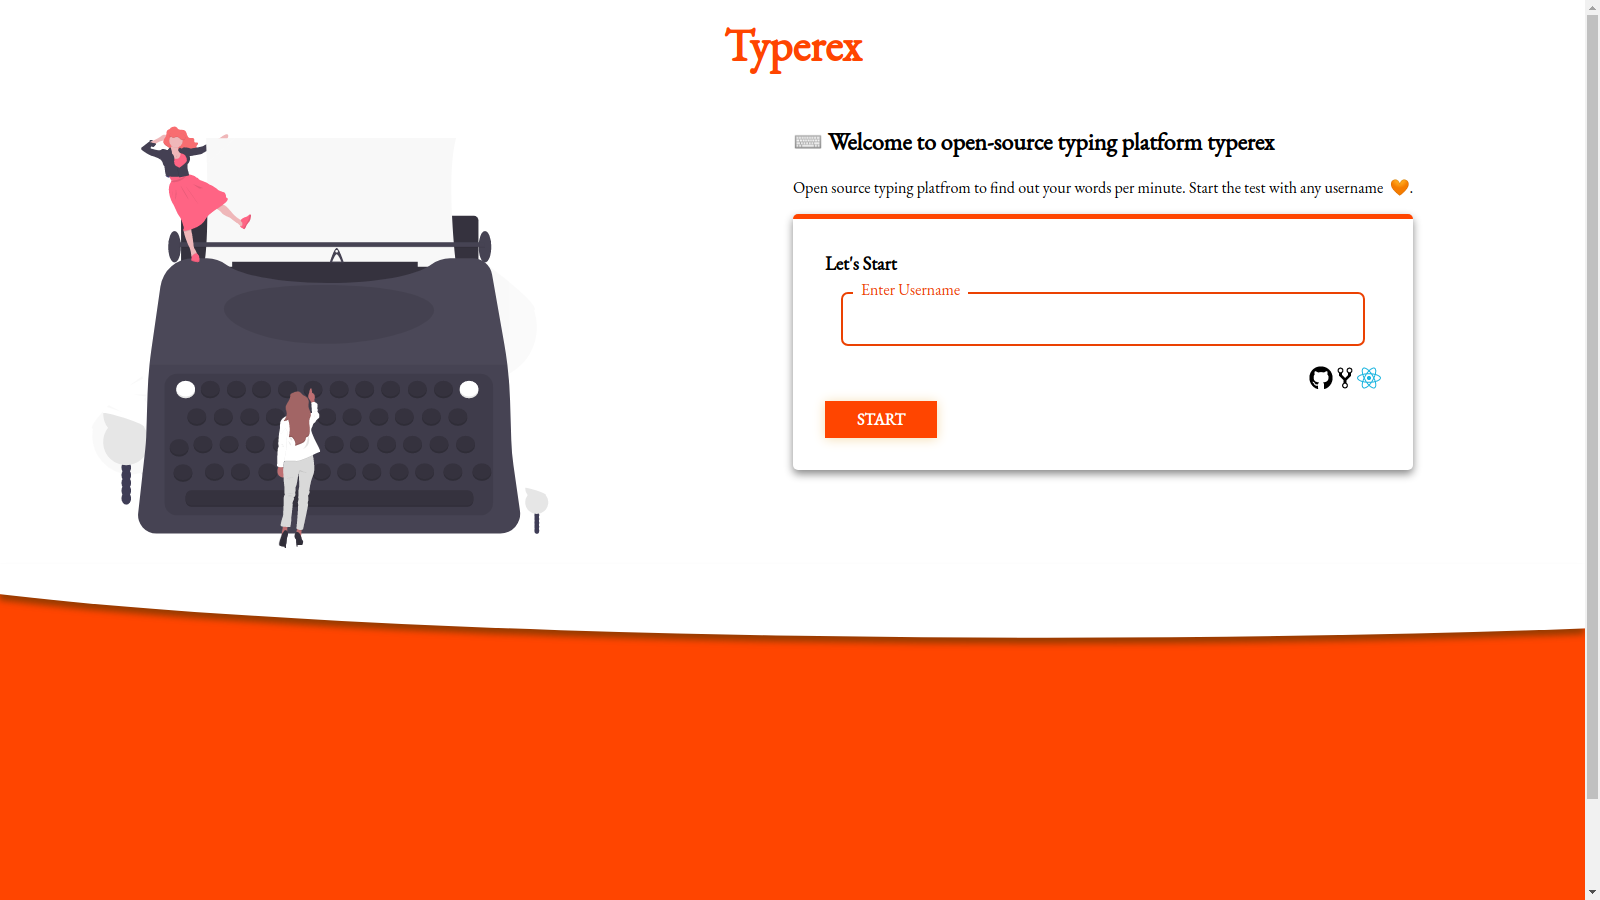 Typerex
⌨️ Welcome to open-source typing platform typerex
Open source typing platfrom to find out your words per minute. Start the test with any username 🧡.
Let's Start
Enter Username
START